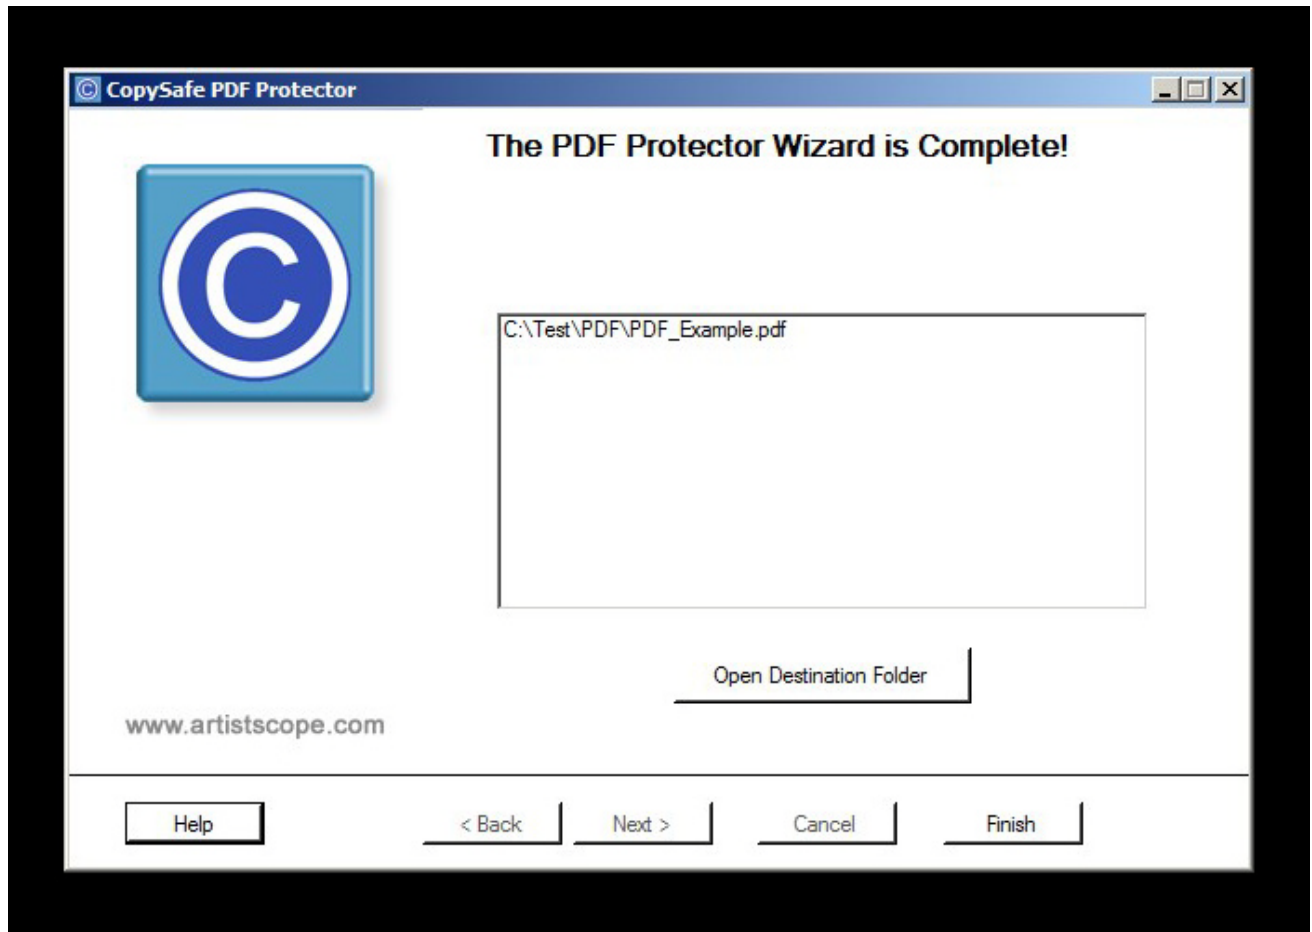 © CopySafe PDF Protector
The PDF Protector Wizard is Complete!
©
C:\Test\PDF\PDF_Example.pdf
Open Destination Folder
www.artistscope.com
Help
< Back
Next >
Cancel
Finish